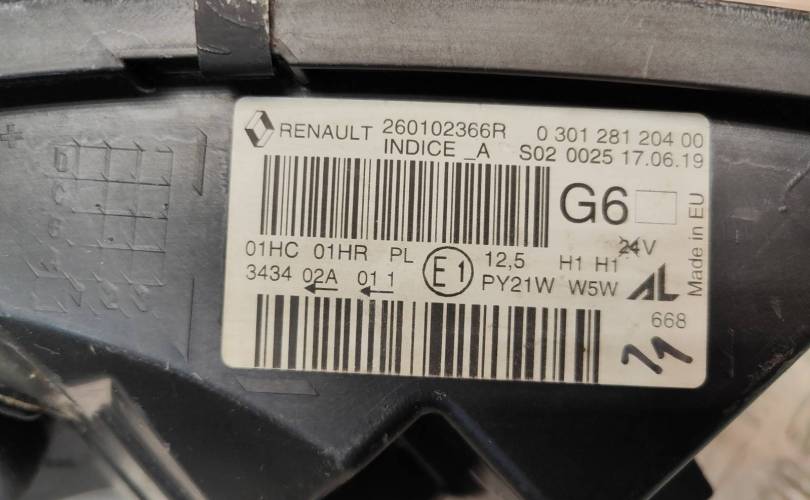 RENAULT 260102366R 0 301 281 204 00
INDICE _A S02 0025 17.06.19
G6
Made in EU
01HC 01HR PL E1 12,5 H1 H1 24V
3434 02A 01 1 PY21W W5W AL
668